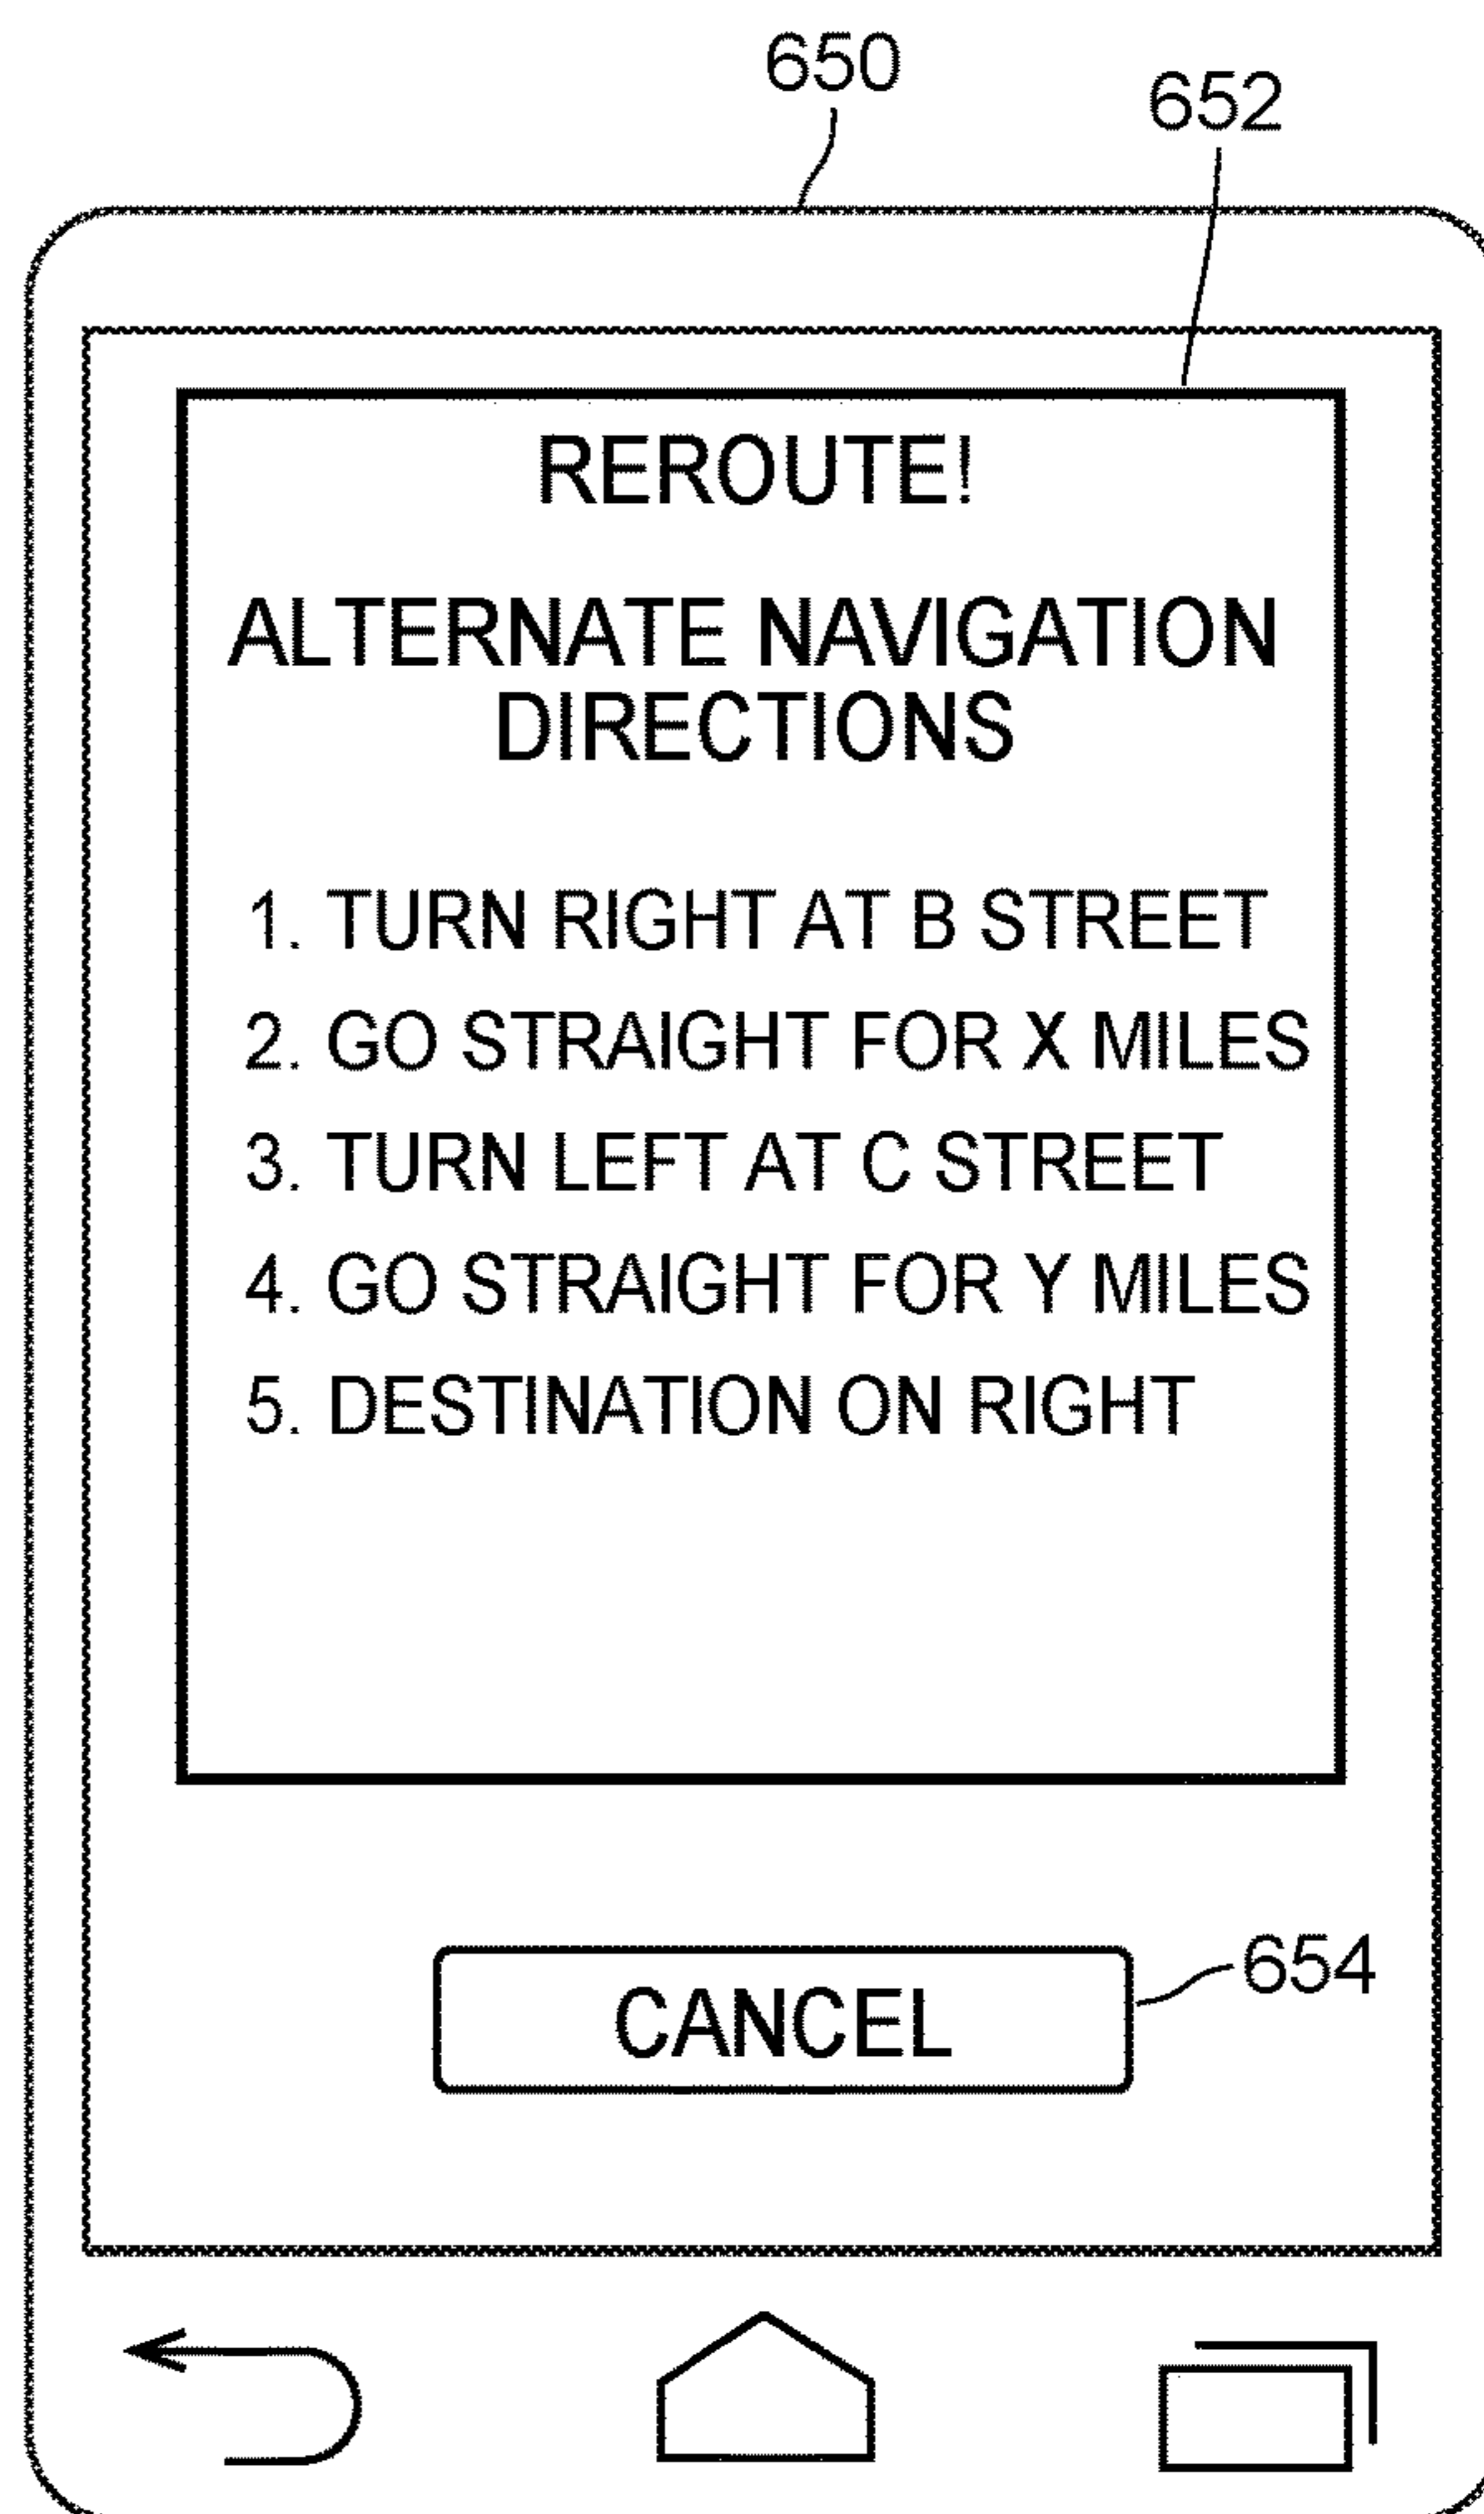 650
652
REROUTE!
ALTERNATE NAVIGATION
DIRECTIONS
1. TURN RIGHT AT B STREET
2. GO STRAIGHT FOR X MILES
3. TURN LEFT AT C STREET
4. GO STRAIGHT FOR Y MILES
5. DESTINATION ON RIGHT
CANCEL
654